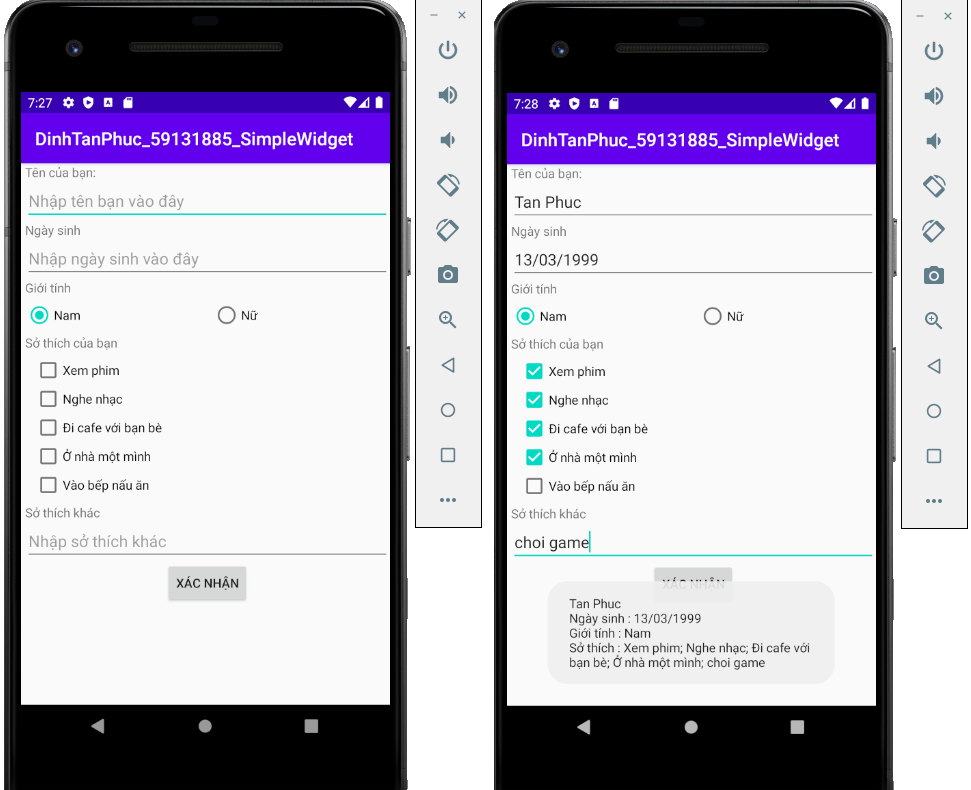 7:27
DinhTanPhuc_59131885_SimpleWidget
Tên của bạn:
Nhập tên bạn vào đây
Ngày sinh
Nhập ngày sinh vào đây
Giới tính
Nam Nữ
Sở thích của bạn
Xem phim
Nghe nhạc
Đi cafe với bạn bè
Ở nhà một mình
Vào bếp nấu ăn
Sở thích khác
Nhập sở thích khác
XÁC NHẬN
7:28
DinhTanPhuc_59131885_SimpleWidget
Tên của bạn:
Tan Phuc
Ngày sinh
13/03/1999
Giới tính
Nam Nữ
Sở thích của bạn
Xem phim
Nghe nhạc
Đi cafe với bạn bè
Ở nhà một mình
Vào bếp nấu ăn
Sở thích khác
choi game
XÁC NHẬN
Tan Phuc
Ngày sinh : 13/03/1999
Giới tính : Nam
Sở thích : Xem phim; Nghe nhạc; Đi cafe với
bạn bè; Ở nhà một mình; choi game